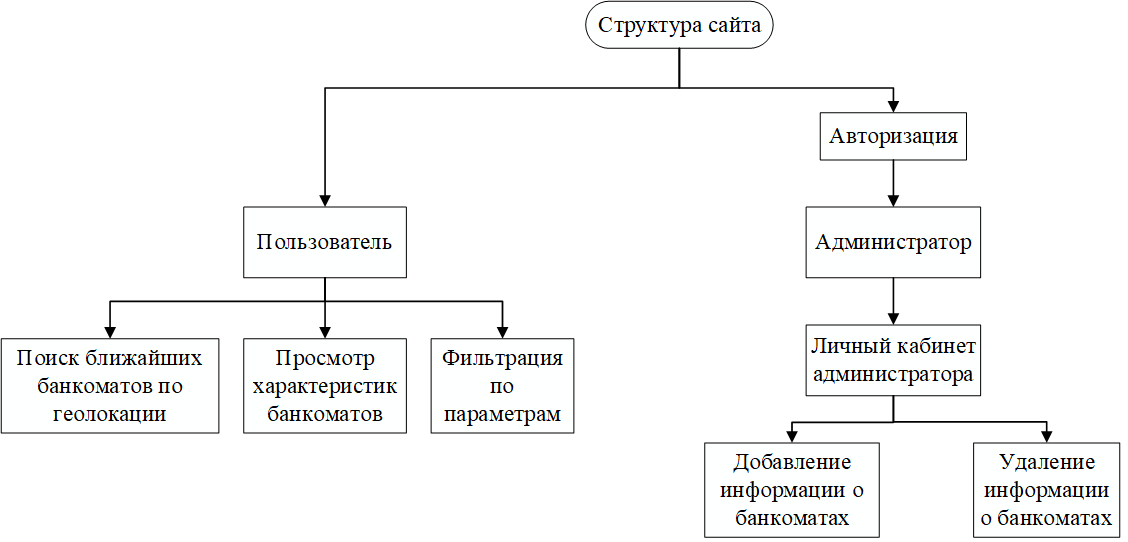 Структура сайта
Авторизация
Пользователь
Администратор
Поиск ближайших
банкоматов по
геолокации
Просмотр
характеристик
банкоматов
Фильтрация
по
параметрам
Личный кабинет
администратора
Добавление
информации о
банкоматах
Удаление
информации
о банкоматах